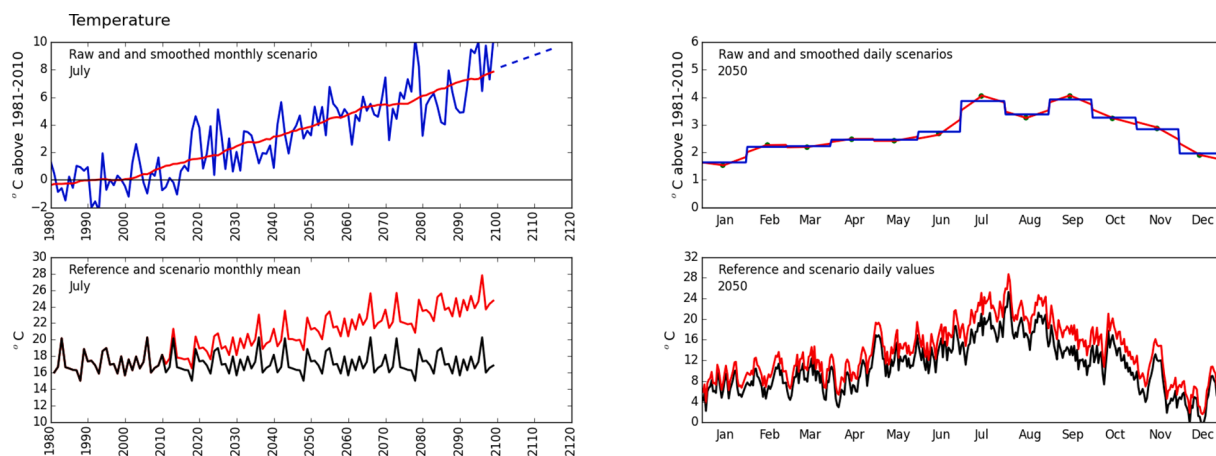 Temperature
Raw and and smoothed monthly scenario
July
° C above 1981-2010
10
8
6
4
2
0
−2
1980 1990 2000 2010 2020 2030 2040 2050 2060 2070 2080 2090 2100 2110 2120
Raw and and smoothed daily scenarios
2050
° C above 1981-2010
6
5
4
3
2
1
0
Jan Feb Mar Apr May Jun Jul Aug Sep Oct Nov Dec
Reference and scenario monthly mean
July
° C
30
28
26
24
22
20
18
16
14
12
10
1980 1990 2000 2010 2020 2030 2040 2050 2060 2070 2080 2090 2100 2110 2120
Reference and scenario daily values
2050
° C
32
28
24
20
16
12
8
4
0
Jan Feb Mar Apr May Jun Jul Aug Sep Oct Nov Dec